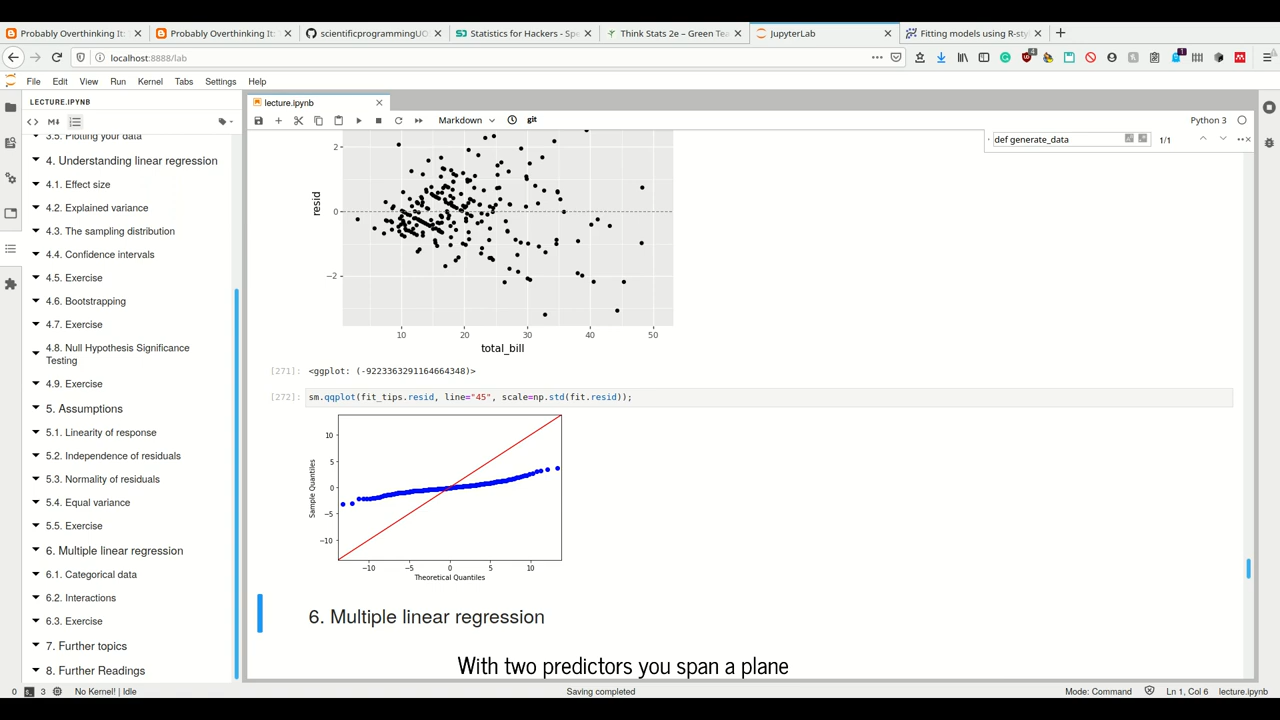 Probably Overthinking It:
Probably Overthinking It:
scientificprogrammingUO
Statistics for Hackers - Spee
Think Stats 2e – Green Tea
JupyterLab
Fitting models using R-styl
localhost:8888/lab
File Edit View Run Kernel Tabs Settings Help
LECTURE.IPYNB
lecture.ipynb
Markdown
git
Python 3
def generate_data
1/1
3.5. Plotting your data
4. Understanding linear regression
4.1. Effect size
4.2. Explained variance
4.3. The sampling distribution
4.4. Confidence intervals
4.5. Exercise
4.6. Bootstrapping
4.7. Exercise
4.8. Null Hypothesis Significance
Testing
4.9. Exercise
5. Assumptions
5.1. Linearity of response
5.2. Independence of residuals
5.3. Normality of residuals
5.4. Equal variance
5.5. Exercise
6. Multiple linear regression
6.1. Categorical data
6.2. Interactions
6.3. Exercise
7. Further topics
8. Further Readings
2
0
−2
resid
10 20 30 40 50
total_bill
[271]: <ggplot: (-9223363291164664348)>
[272]: sm.qqplot(fit_tips.resid, line="45", scale=np.std(fit.resid));
10
5
0
−5
−10
Sample Quantiles
−10 −5 0 5 10
Theoretical Quantiles
6. Multiple linear regression
With two predictors you span a plane
0 3 No Kernel! | Idle
Saving completed
Mode: Command Ln 1, Col 6 lecture.ipynb